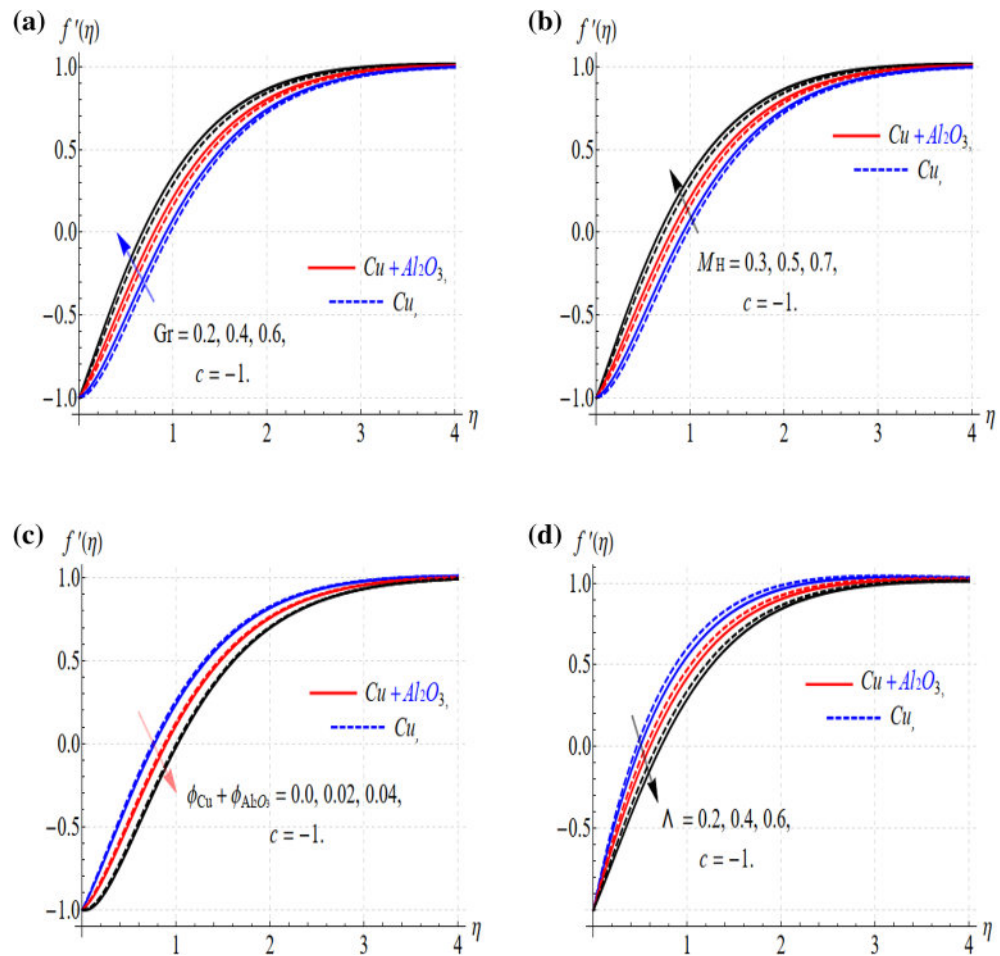 (a)
f ′(η)
1.0
0.5
0.0
−0.5
−1.0
Cu + Al2O3,
Cu,
Gr = 0.2, 0.4, 0.6,
c = −1.
1 2 3 4 η
(b)
f ′(η)
1.0
0.5
0.0
−0.5
−1.0
Cu + Al2O3,
Cu,
MH = 0.3, 0.5, 0.7,
c = −1.
1 2 3 4 η
(c)
f ′(η)
1.0
0.5
0.0
−0.5
−1.0
Cu + Al2O3,
Cu,
ϕCu + ϕAl2O3 = 0.0, 0.02, 0.04,
c = −1.
1 2 3 4 η
(d)
f ′(η)
1.0
0.5
0.0
−0.5
Cu + Al2O3,
Cu,
Λ = 0.2, 0.4, 0.6,
c = −1.
1 2 3 4 η